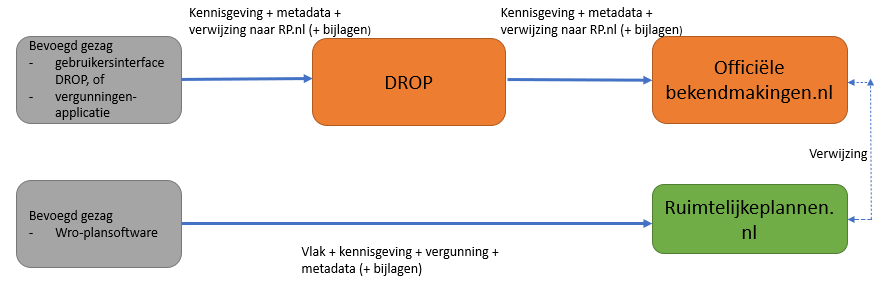 Kennisgeving + metadata +
verwijzing naar RP.nl (+ bijlagen)
Kennisgeving + metadata +
verwijzing naar RP.nl (+ bijlagen)
Bevoegd gezag
- gebruikersinterface
DROP, of
- vergunningen-
applicatie
DROP
Officiële
bekendmakingen.nl
Verwijzing
Bevoegd gezag
- Wro-plansoftware
Ruimtelijkeplannen.
nl
Vlak + kennisgeving + vergunning +
metadata (+ bijlagen)